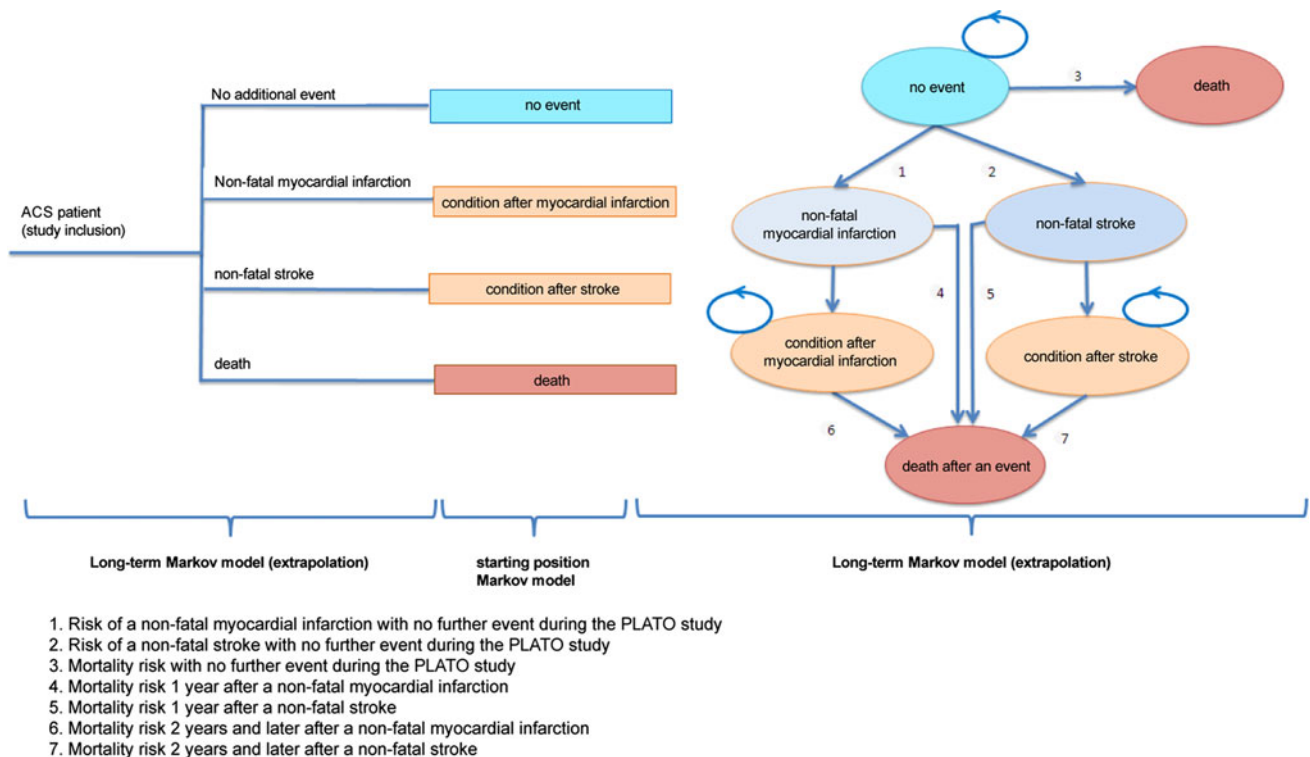 No additional event
no event
Non-fatal myocardial infarction
condition after myocardial infarction
ACS patient
(study inclusion)
non-fatal stroke
condition after stroke
death
death
no event
3
death
1
2
non-fatal
myocardial infarction
non-fatal stroke
4
5
condition after
myocardial infarction
condition after stroke
6
7
death after an event
Long-term Markov model (extrapolation)
starting position
Markov model
Long-term Markov model (extrapolation)
1. Risk of a non-fatal myocardial infarction with no further event during the PLATO study
2. Risk of a non-fatal stroke with no further event during the PLATO study
3. Mortality risk with no further event during the PLATO study
4. Mortality risk 1 year after a non-fatal myocardial infarction
5. Mortality risk 1 year after a non-fatal stroke
6. Mortality risk 2 years and later after a non-fatal myocardial infarction
7. Mortality risk 2 years and later after a non-fatal stroke